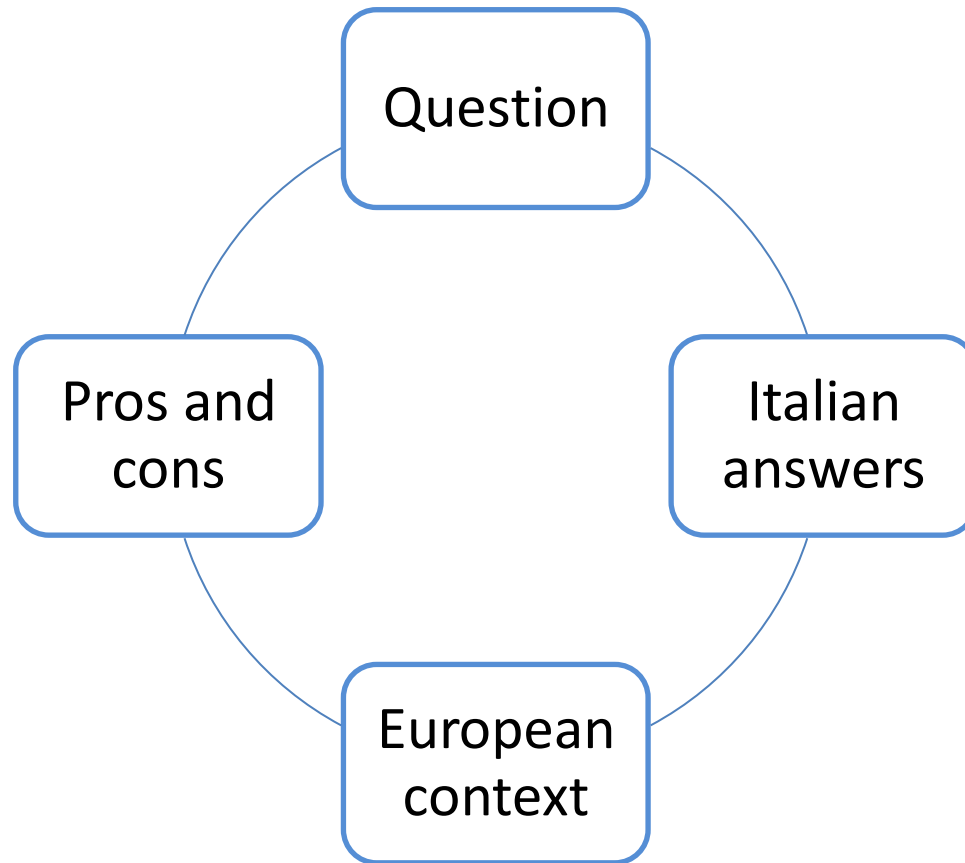 Question
Pros and
cons
Italian
answers
European
context